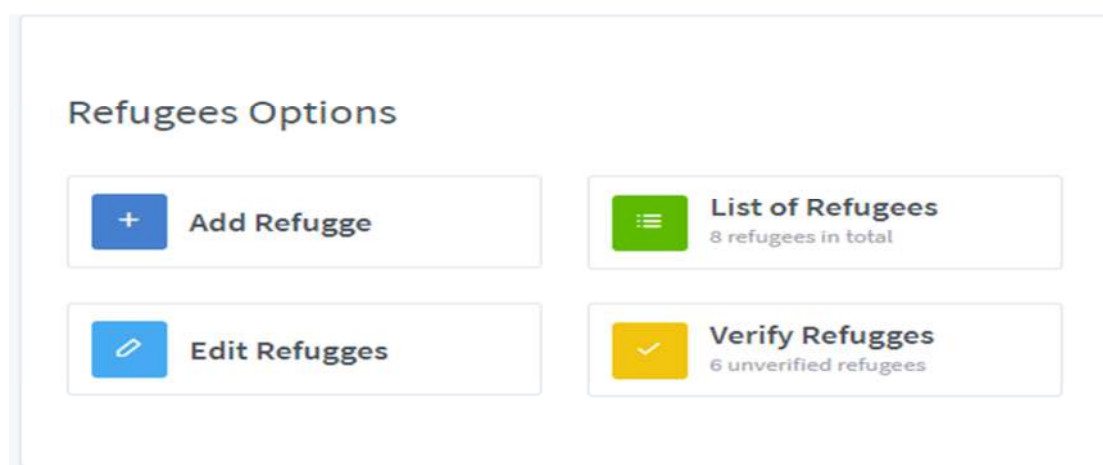 Refugees Options
Add Refugge
List of Refugees
8 refugees in total
Edit Refugges
Verify Refugges
6 unverified refugees